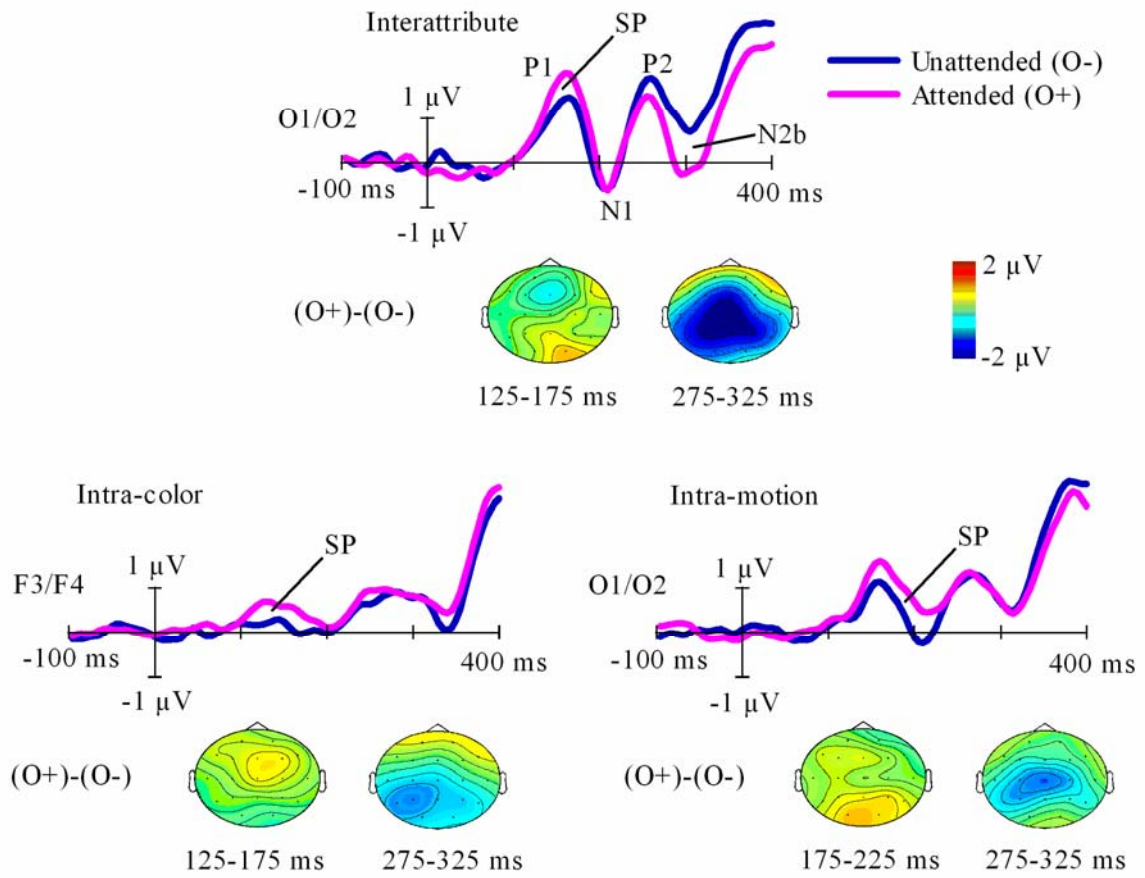 Interattribute
SP
P1
P2
Unattended (O-)
Attended (O+)
1 µV
O1/O2
N2b
-100 ms
400 ms
N1
-1 µV
2 µV
(O+)-(O-)
-2 µV
125-175 ms
275-325 ms
Intra-color
Intra-motion
SP
SP
F3/F4
1 µV
O1/O2
1 µV
-100 ms
400 ms
-100 ms
400 ms
-1 µV
-1 µV
(O+)-(O-)
(O+)-(O-)
125-175 ms
275-325 ms
175-225 ms
275-325 ms